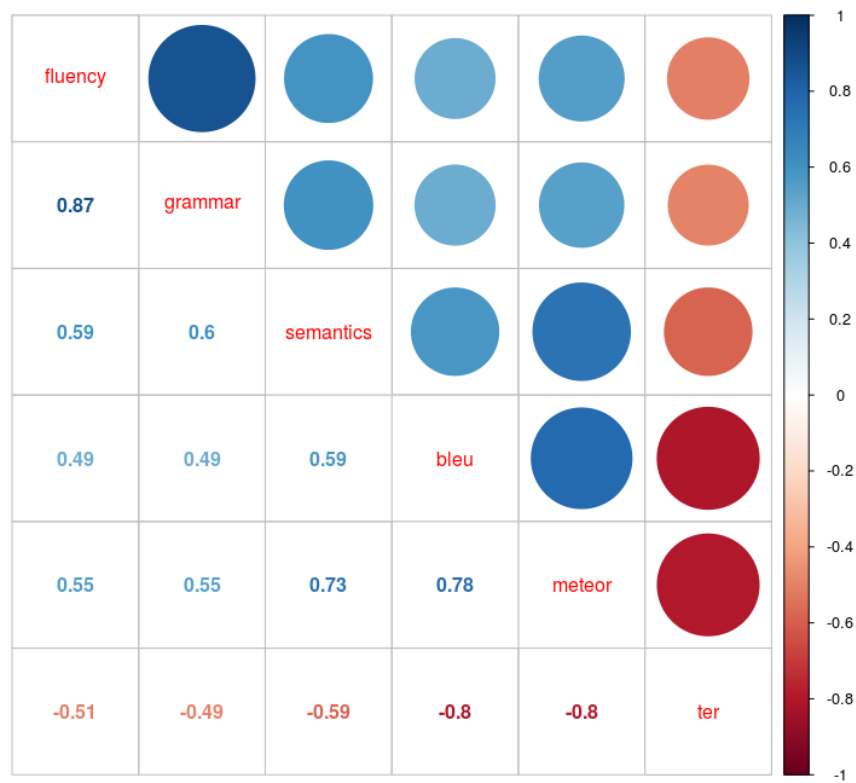 1
fluency
0.8
0.87 grammar
0.6
0.4
0.59 0.6 semantics
0.2
0
0.49 0.49 0.59 bleu
-0.2
-0.4
0.55 0.55 0.73 0.78 meteor
-0.6
-0.51 -0.49 -0.59 -0.8 -0.8 ter
-0.8
-1